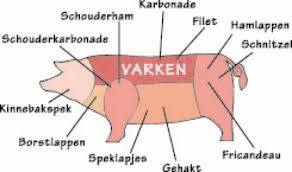 Karbonade
Schouderham
Filet
Hamlappen
Schouderkarbonade
Schnitzel
VARKEN
Kinnebakspek
Borstlappen
Speklapjes
Gehakt
Fricandeau